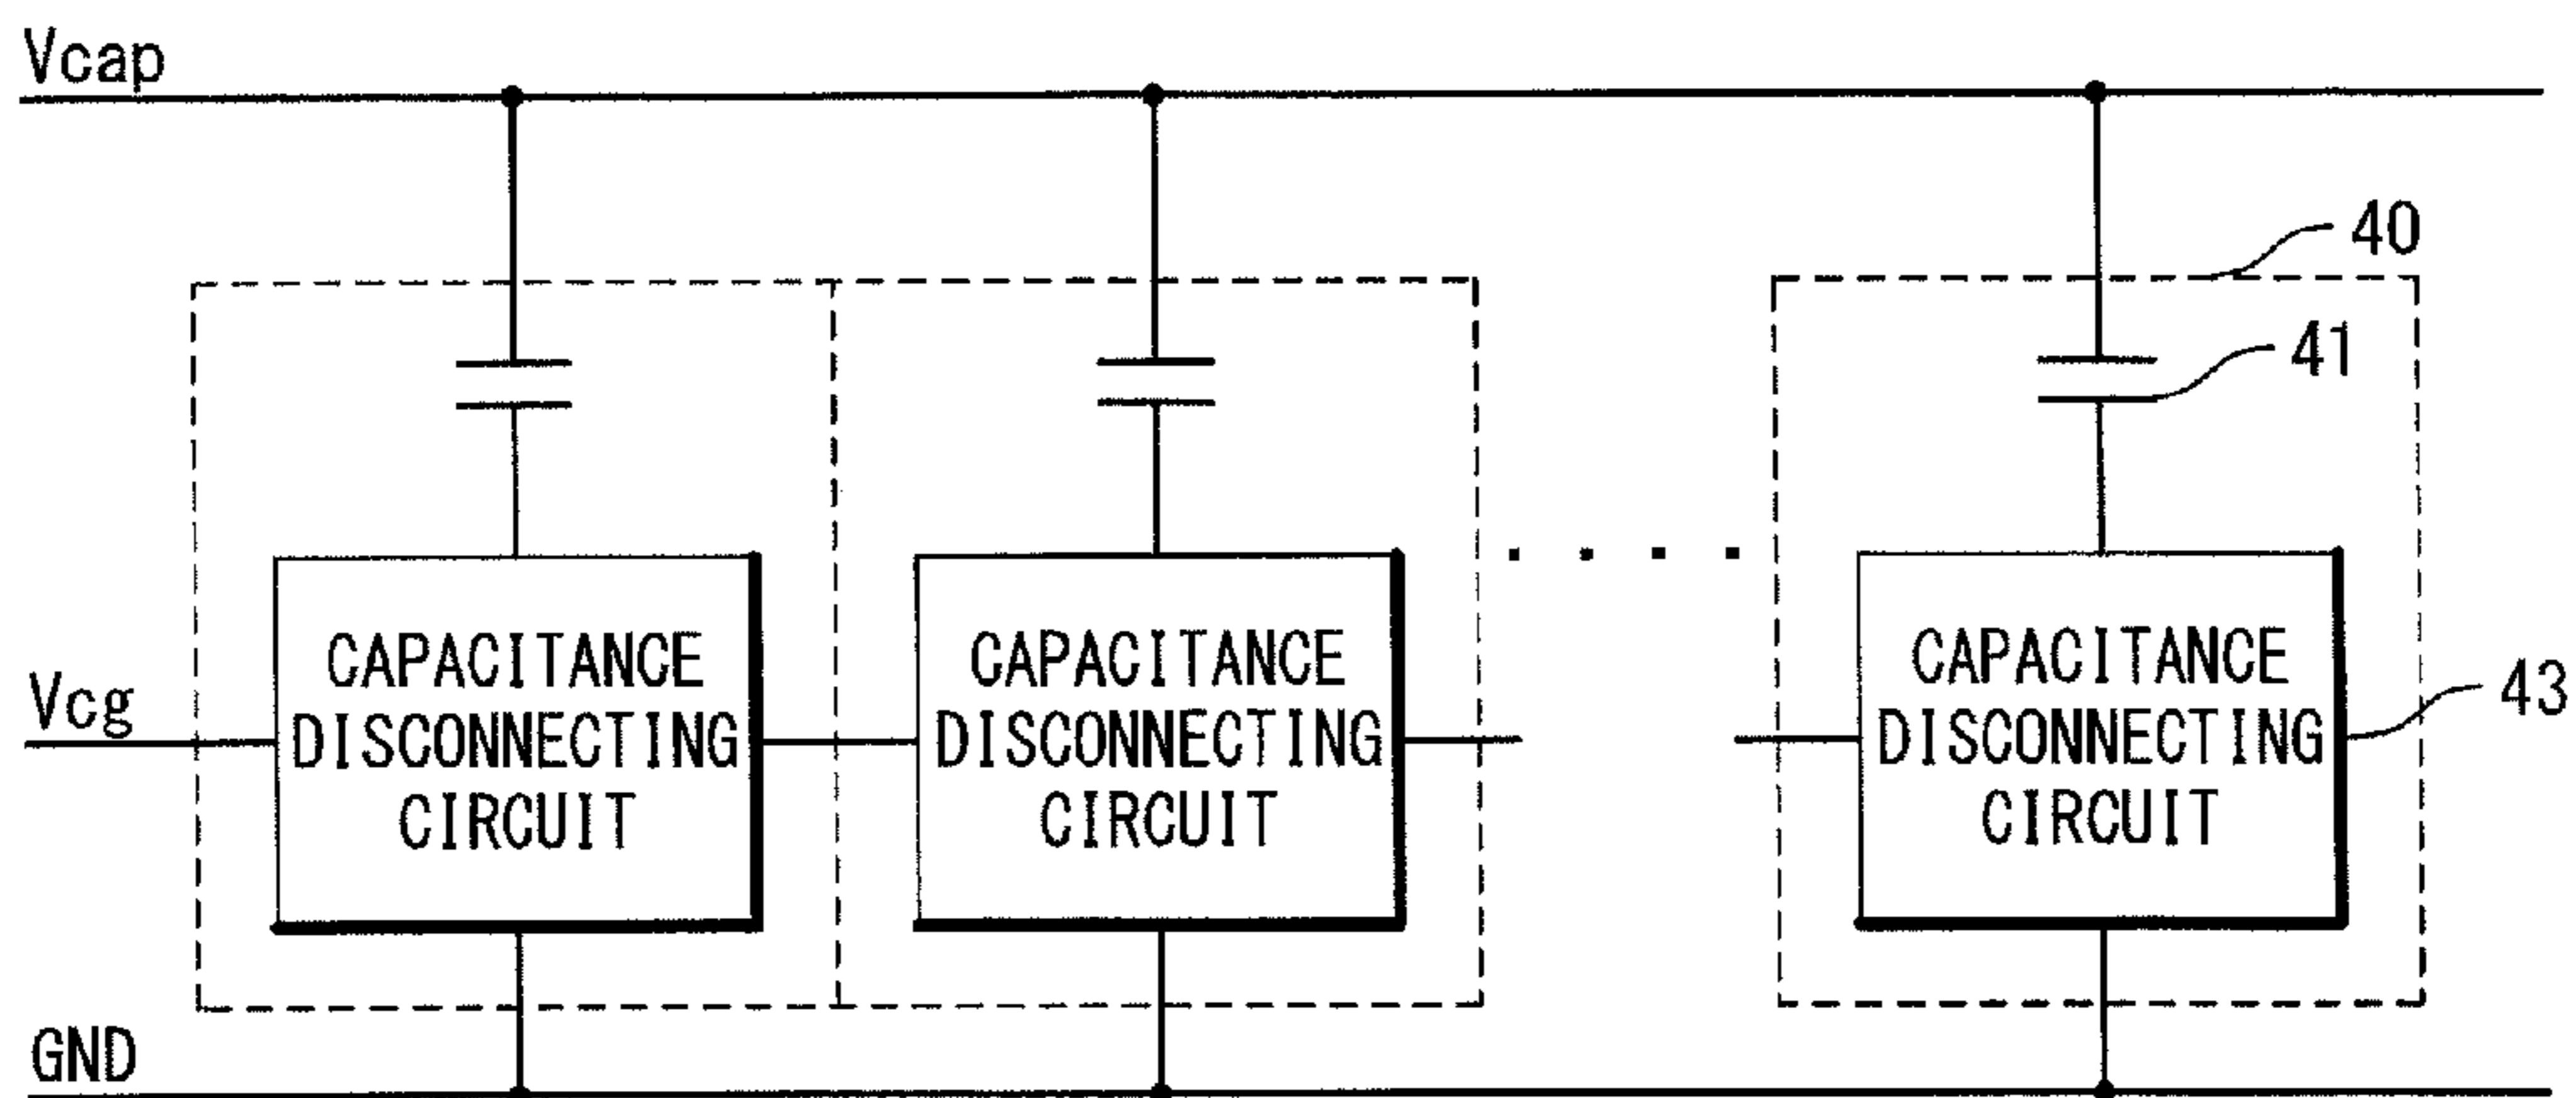 Vcap
40
41
CAPACITANCE
DISCONNECTING
CIRCUIT
CAPACITANCE
DISCONNECTING
CIRCUIT
CAPACITANCE
DISCONNECTING
CIRCUIT
43
Vcg
GND